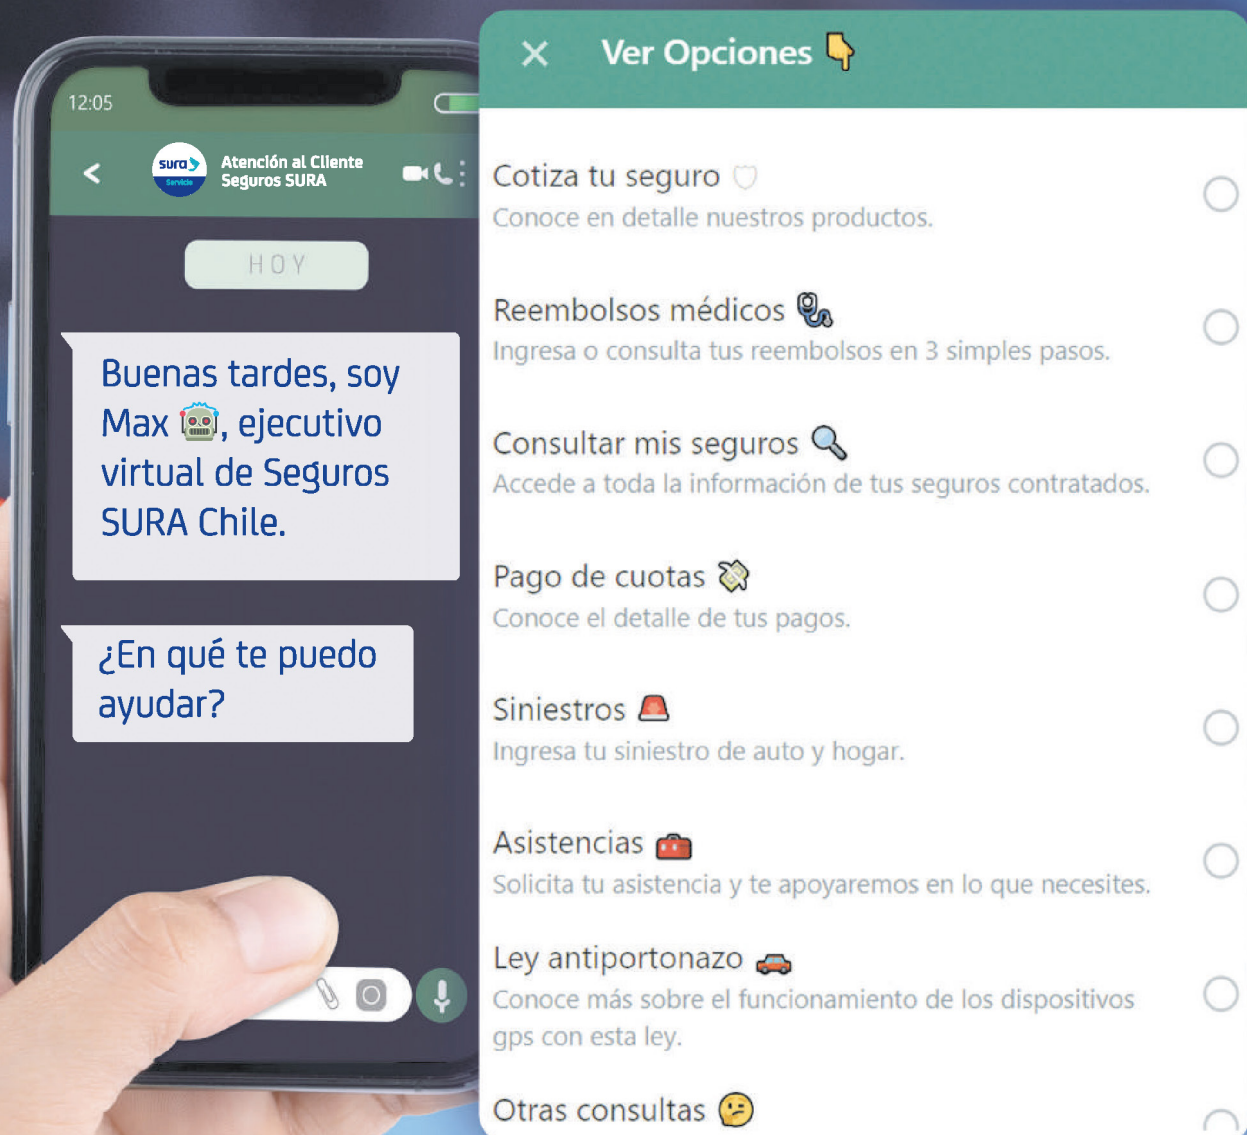 12:05
sura
Servicio
Atención al Cliente
Seguros SURA
HOY
Buenas tardes, soy
Max 🤖, ejecutivo
virtual de Seguros
SURA Chile.
¿En qué te puedo
ayudar?
Ver Opciones 👇
Cotiza tu seguro 🛡
Conoce en detalle nuestros productos.
Reembolsos médicos 🩺
Ingresa o consulta tus reembolsos en 3 simples pasos.
Consultar mis seguros 🔍
Accede a toda la información de tus seguros contratados.
Pago de cuotas 💸
Conoce el detalle de tus pagos.
Siniestros 🚨
Ingresa tu siniestro de auto y hogar.
Asistencias 🧰
Solicita tu asistencia y te apoyaremos en lo que necesites.
Ley antiportonazo 🚗
Conoce más sobre el funcionamiento de los dispositivos
gps con esta ley.
Otras consultas 🤔